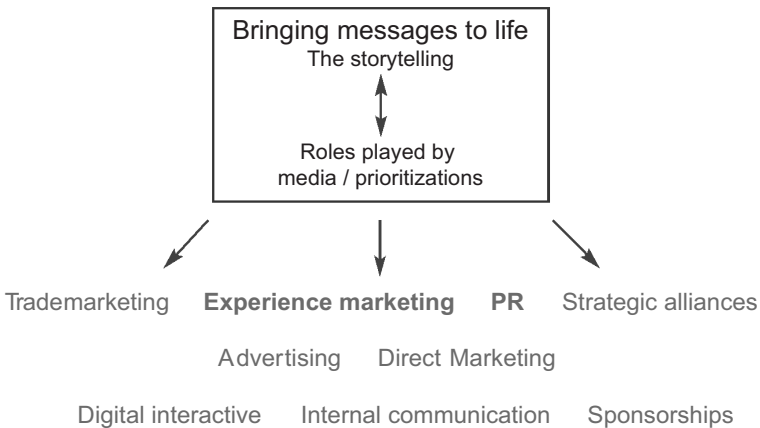 Bringing messages to life
The storytelling
Roles played by
media / prioritizations
Trademarketing Experience marketing PR Strategic alliances
Advertising Direct Marketing
Digital interactive Internal communication Sponsorships